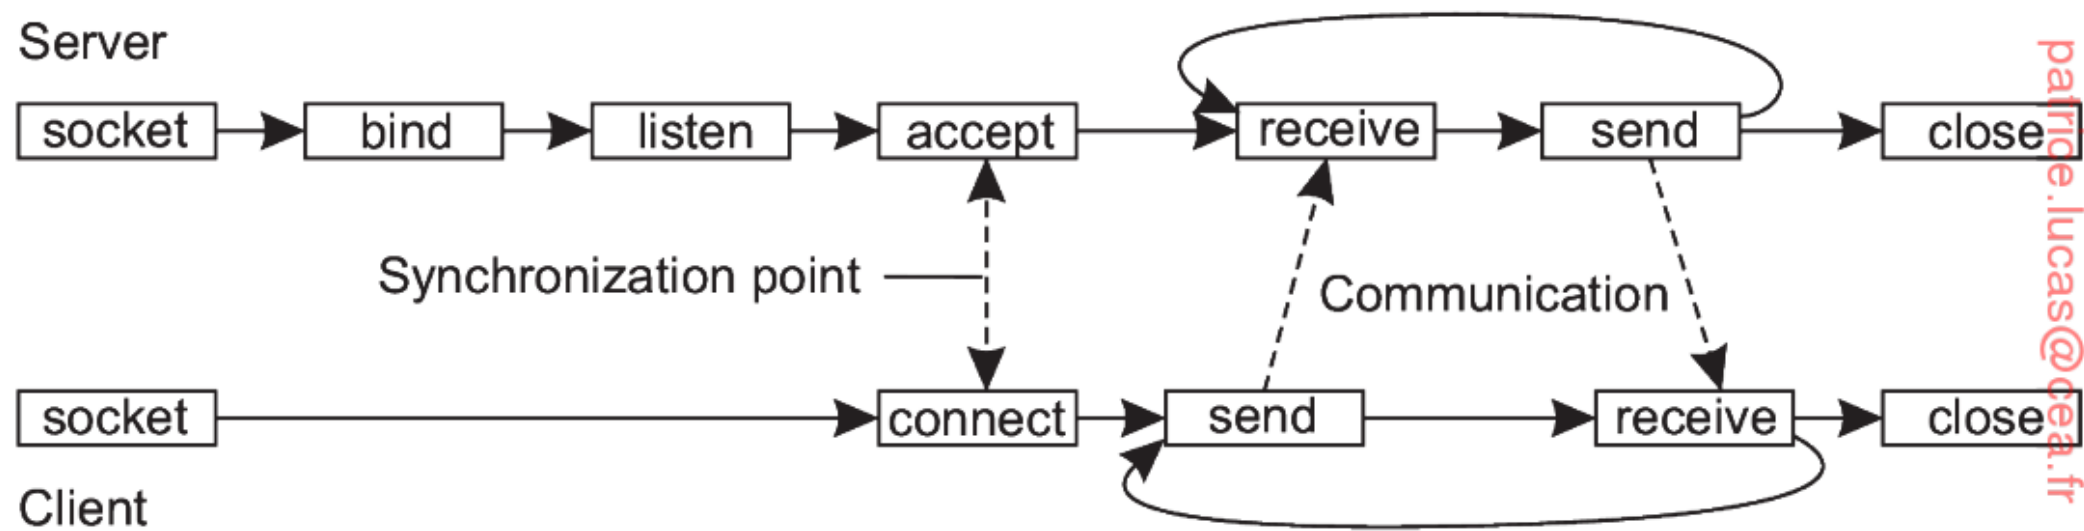 Server
socket bind listen accept receive send close
Synchronization point
Communication
socket connect send receive close
Client
patrice.lucas@cea.fr